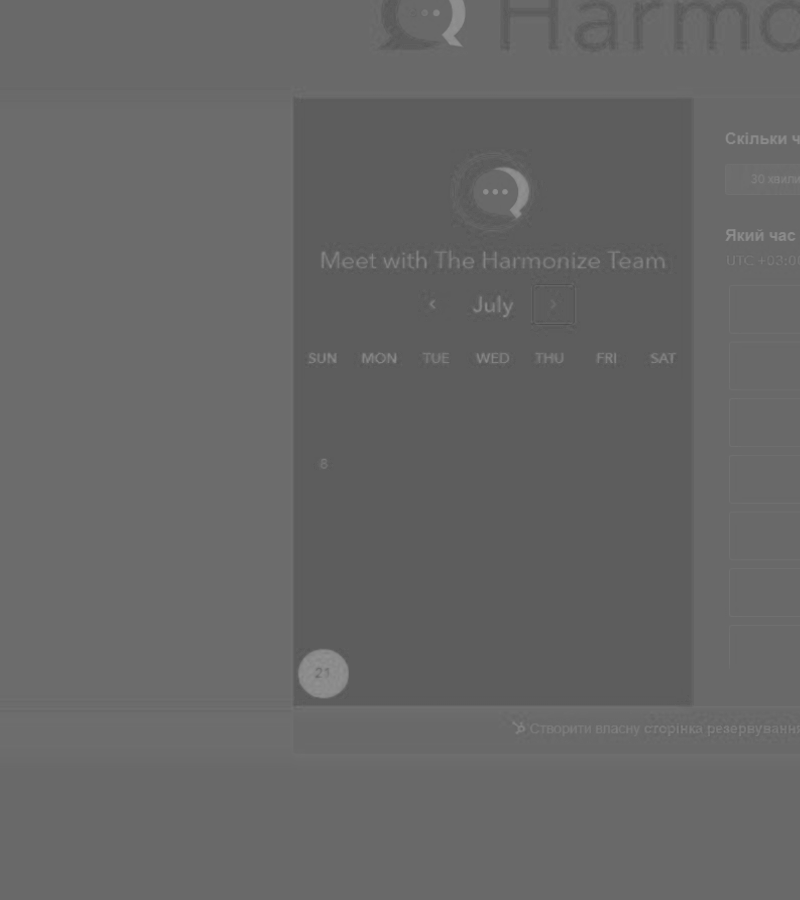 Harmo
Скільки ч
30 хвили
Meet with The Harmonize Team
Який час
UTC +03:0
July
SUN MON TUE WED THU FRI SAT
8
21
Створити власну сторінка резервування